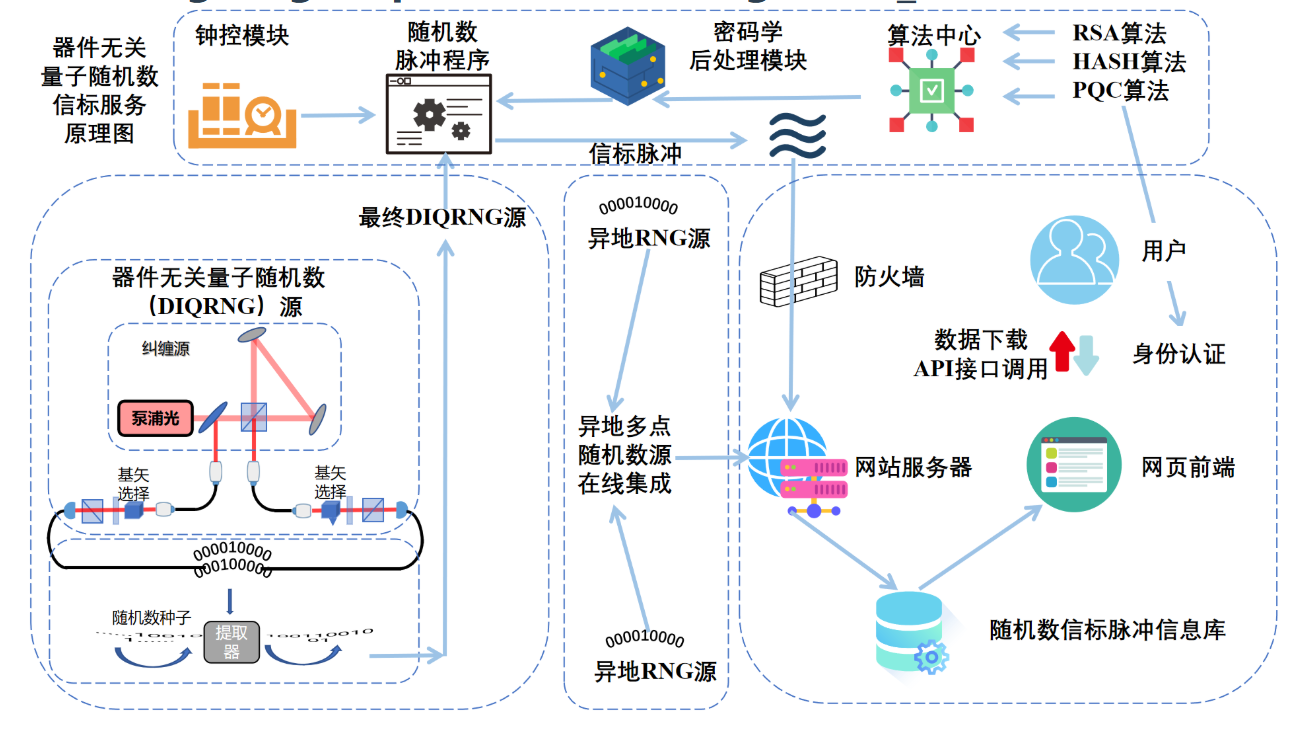 器件无关
量子随机数
信标服务
原理图
钟控模块
随机数
脉冲程序
密码学
后处理模块
算法中心
RSA算法
HASH算法
PQC算法
信标脉冲
最终DIQRNG源
器件无关量子随机数
（DIQRNG）源
纠缠源
泵浦光
基矢
选择
基矢
选择
000010000
000100000
随机数种子
提取
器
100110010
01
000010000
异地RNG源
异地多点
随机数源
在线集成
000010000
异地RNG源
防火墙
用户
数据下载
API接口调用
身份认证
网站服务器
网页前端
随机数信标脉冲信息库